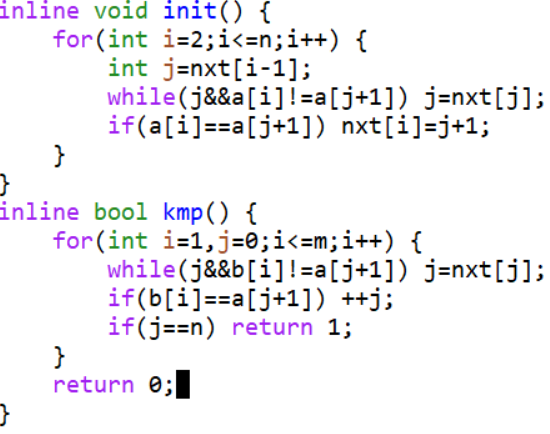 inline void init() {
    for(int i=2;i<=n;i++) {
        int j=nxt[i-1];
        while(j&&a[i]!=a[j+1]) j=nxt[j];
        if(a[i]==a[j+1]) nxt[i]=j+1;
    }
}
inline bool kmp() {
    for(int i=1,j=0;i<=m;i++) {
        while(j&&b[i]!=a[j+1]) j=nxt[j];
        if(b[i]==a[j+1]) ++j;
        if(j==n) return 1;
    }
    return 0;
}